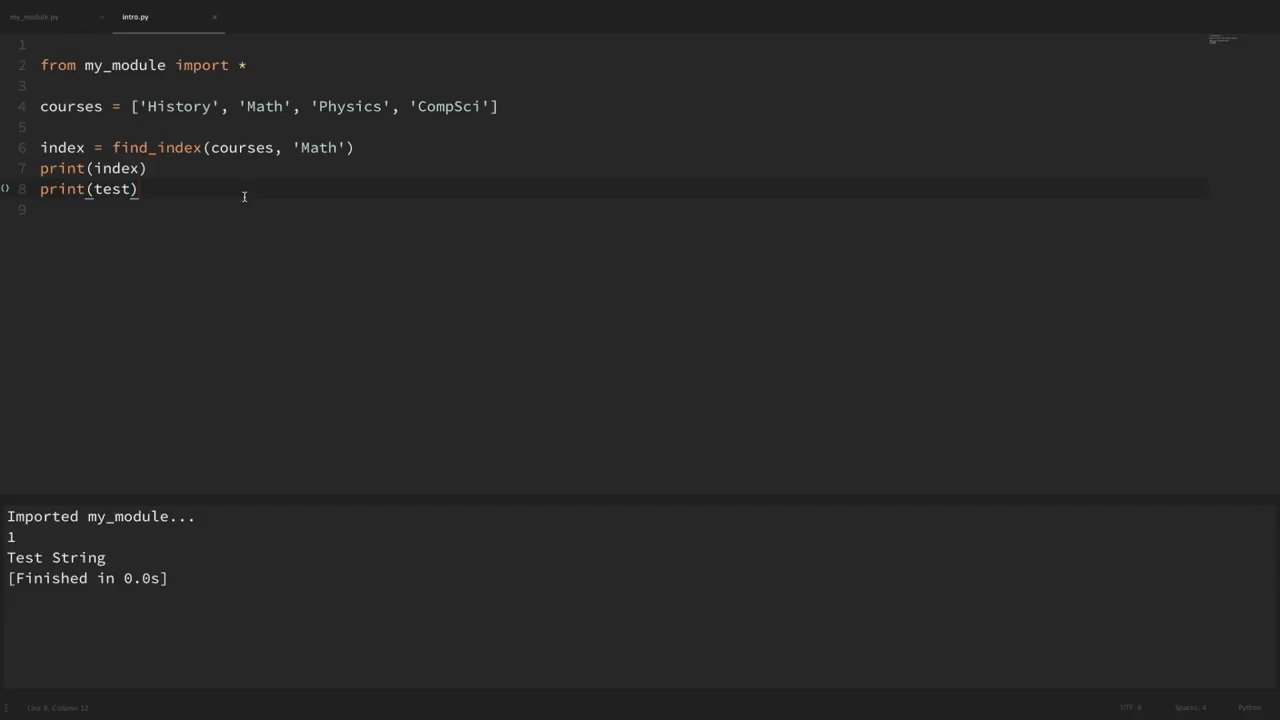 my_module.py × intro.py ×
1
2 from my_module import *
3
4 courses = ['History', 'Math', 'Physics', 'CompSci']
5
6 index = find_index(courses, 'Math')
7 print(index)
() 8 print(test)
9
Imported my_module...
1
Test String
[Finished in 0.0s]
Line 8, Column 12 UTF-8 Spaces: 4 Python